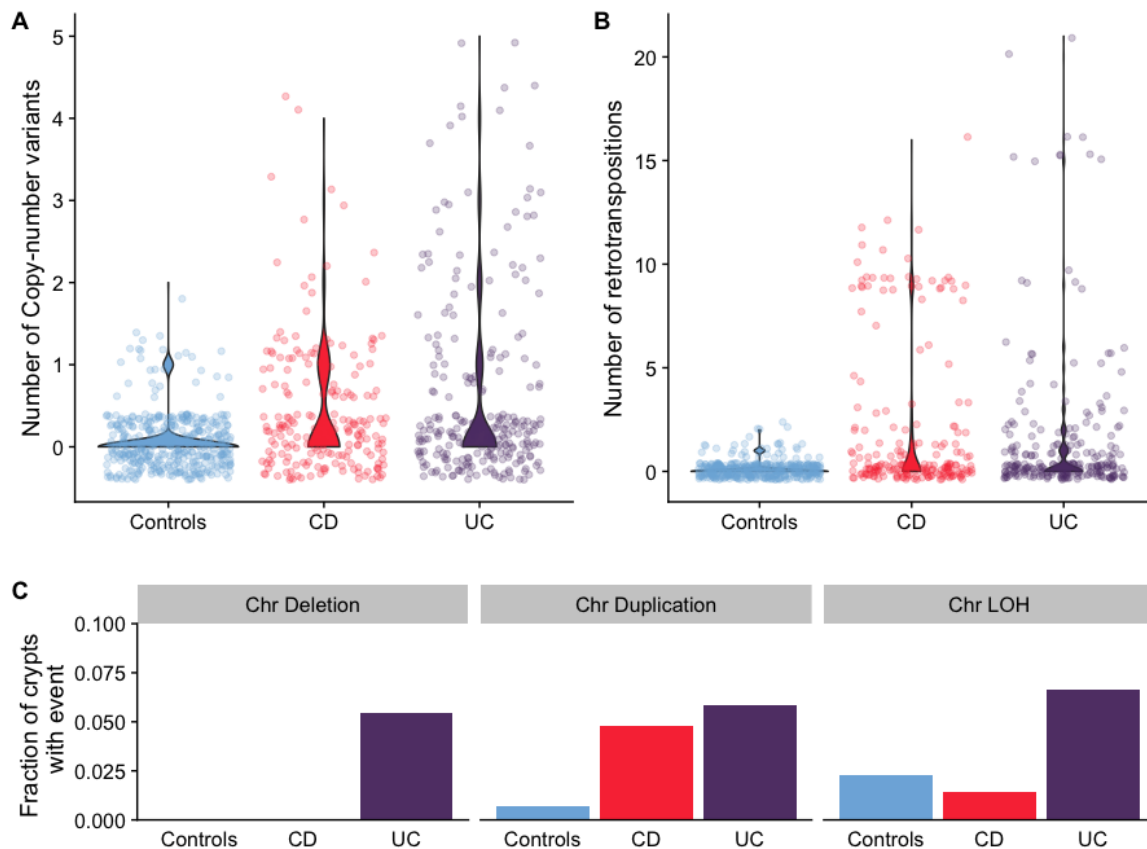 A
Number of Copy-number variants
5
4
3
2
1
0
Controls
CD
UC
B
Number of retrotranspositions
20
15
10
5
0
Controls
CD
UC
C
Chr Deletion
Chr Duplication
Chr LOH
Fraction of crypts
with event
0.100
0.075
0.050
0.025
0.000
Controls
CD
UC
Controls
CD
UC
Controls
CD
UC